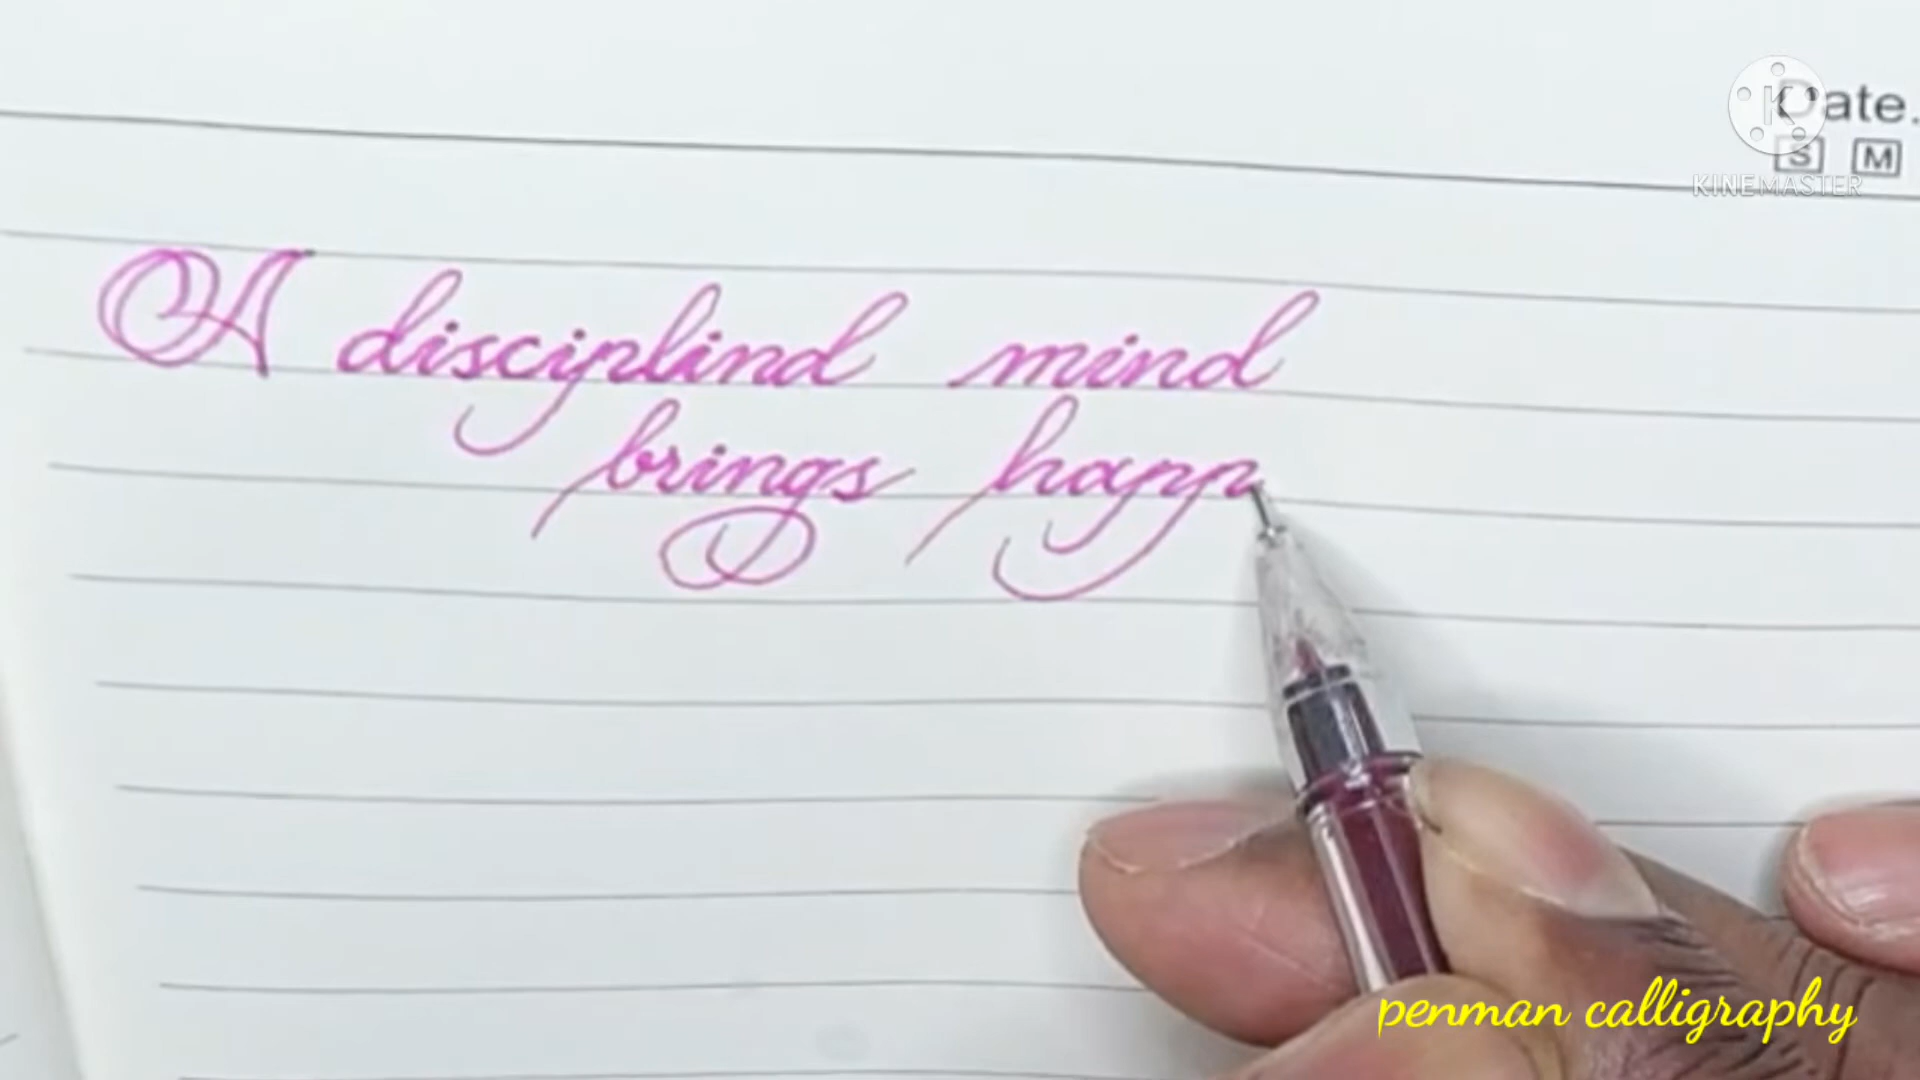 Date.
S M
KINEMASTER
A disciplind mind
brings happ
penman calligraphy